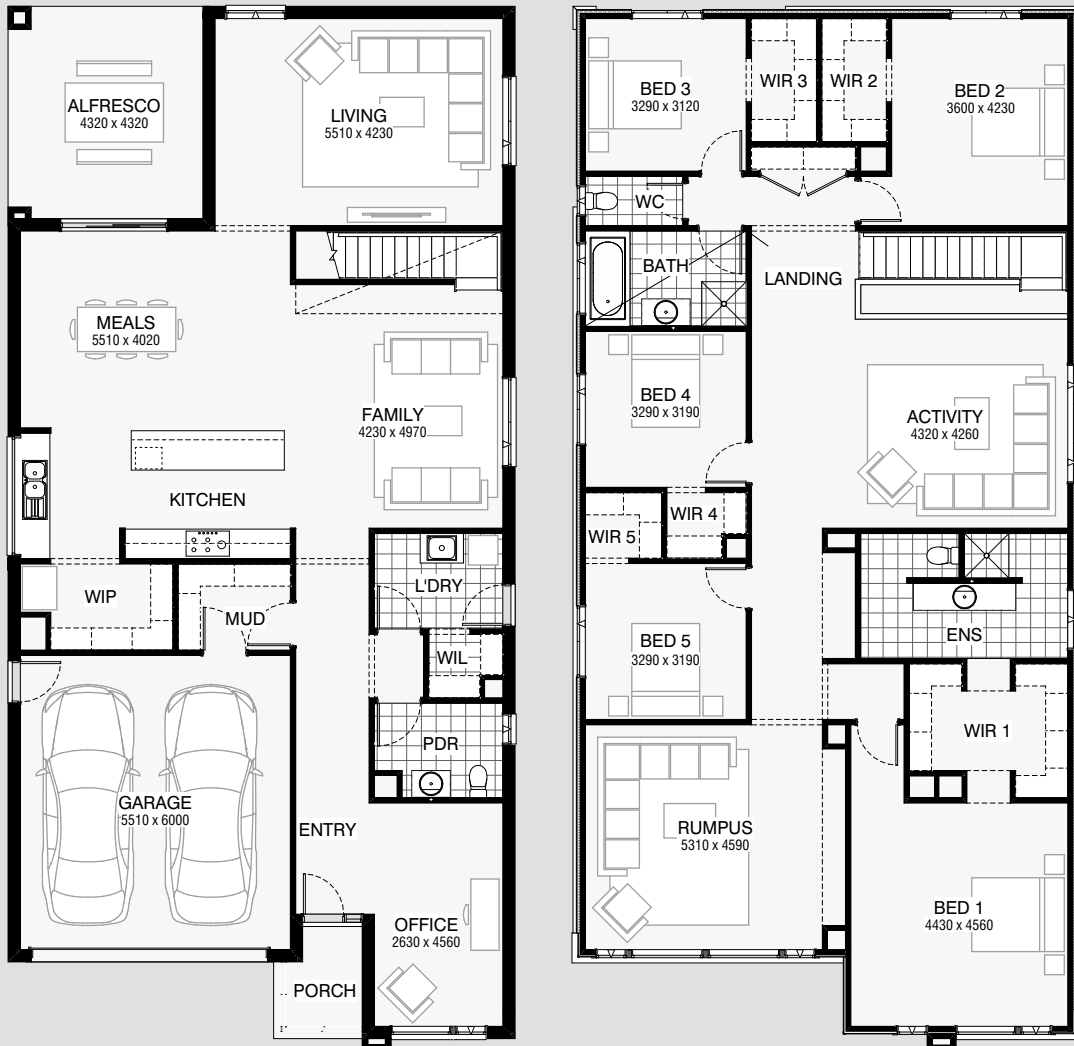 ALFRESCO
4320 x 4320
LIVING
5510 x 4230
MEALS
5510 x 4020
FAMILY
4230 x 4970
KITCHEN
WIP
MUD
L'DRY
WIL
PDR
GARAGE
5510 x 6000
ENTRY
OFFICE
2630 x 4560
PORCH
BED 3
3290 x 3120
WIR 3
WIR 2
BED 2
3600 x 4230
WC
BATH
LANDING
BED 4
3290 x 3190
ACTIVITY
4320 x 4260
WIR 5
WIR 4
ENS
BED 5
3290 x 3190
WIR 1
RUMPUS
5310 x 4590
BED 1
4430 x 4560